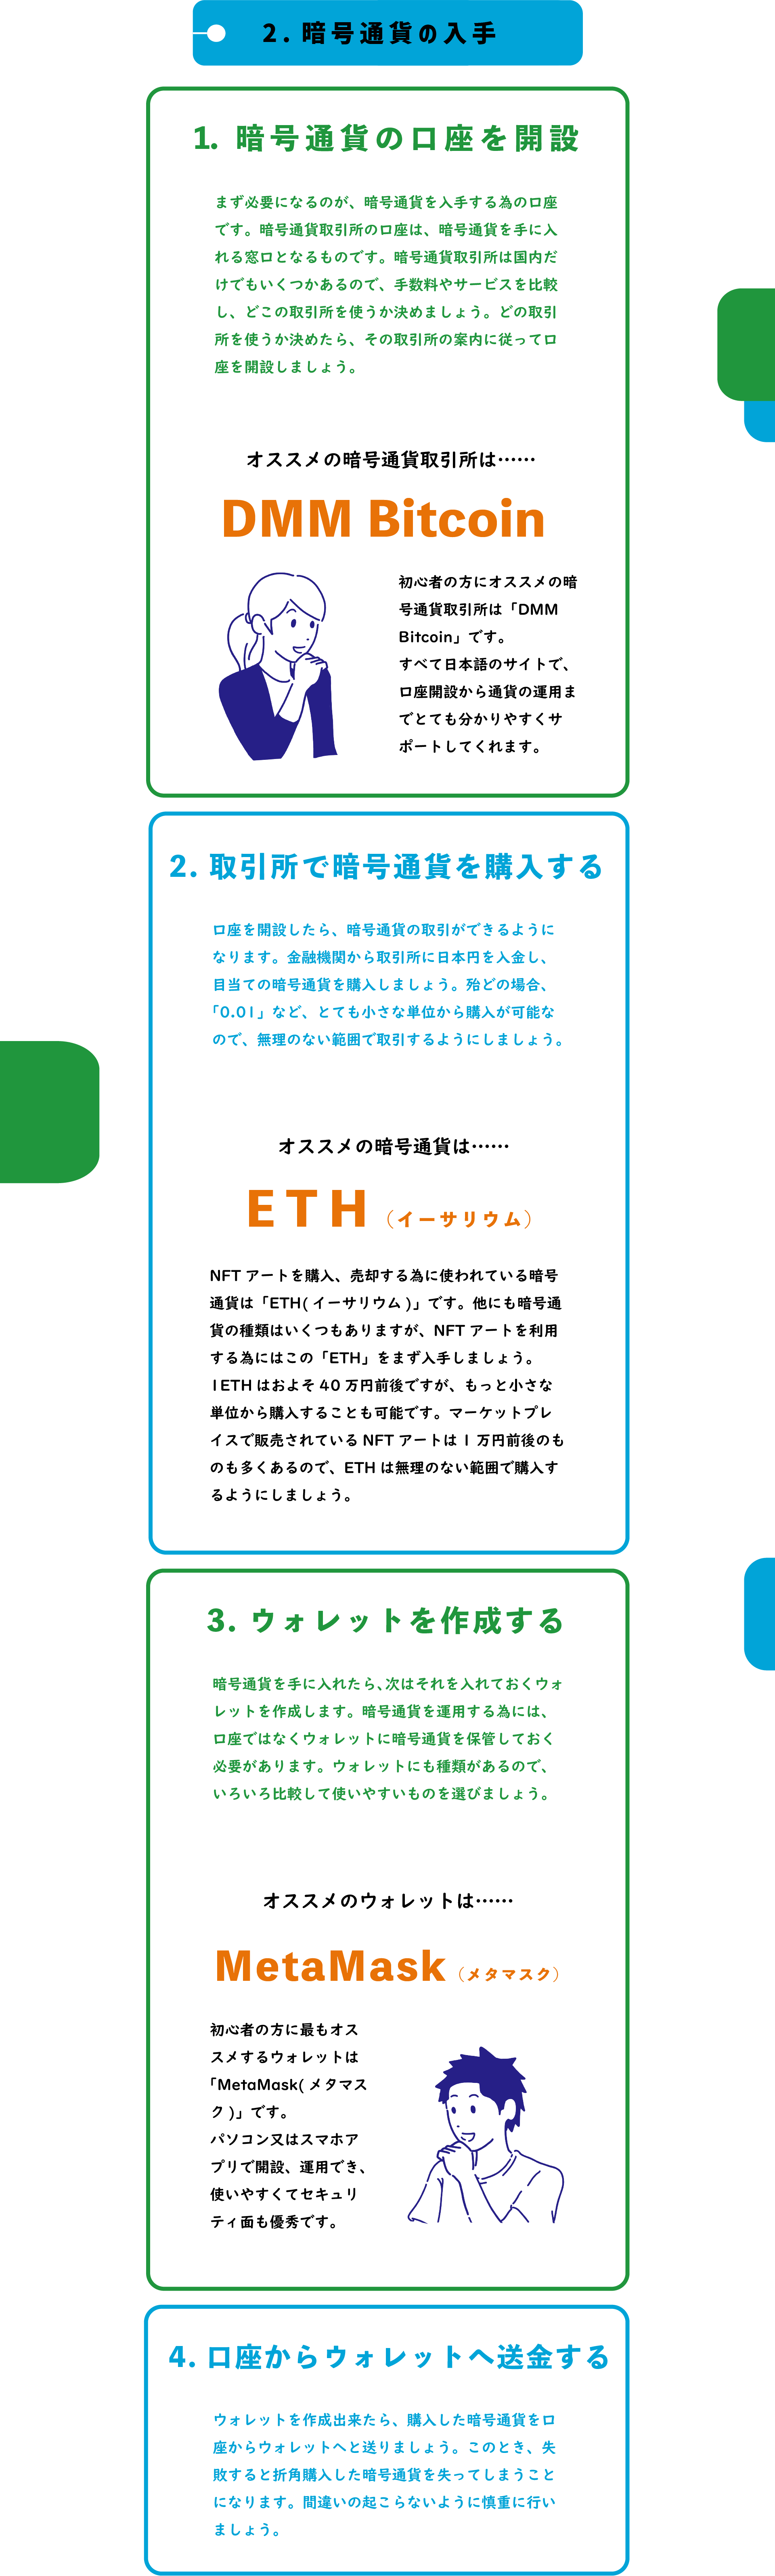 2. 暗号通貨の入手
1. 暗号通貨の口座を開設
まず必要になるのが、暗号通貨を入手する為の口座
です。暗号通貨取引所の口座は、暗号通貨を手に入
れる窓口となるものです。暗号通貨取引所は国内だ
けでもいくつかあるので、手数料やサービスを比較
し、どこの取引所を使うか決めましょう。どの取引
所を使うか決めたら、その取引所の案内に従って口
座を開設しましょう。
オススメの暗号通貨取引所は……
DMM Bitcoin
初心者の方にオススメの暗
号通貨取引所は「DMM
Bitcoin」です。
すべて日本語のサイトで、
口座開設から通貨の運用ま
でとても分かりやすくサ
ポートしてくれます。
2. 取引所で暗号通貨を購入する
口座を開設したら、暗号通貨の取引ができるように
なります。金融機関から取引所に日本円を入金し、
目当ての暗号通貨を購入しましょう。殆どの場合、
「0.01」など、とても小さな単位から購入が可能な
ので、無理のない範囲で取引するようにしましょう。
オススメの暗号通貨は……
ETH（イーサリウム）
NFT アートを購入、売却する為に使われている暗号
通貨は「ETH( イーサリウム )」です。他にも暗号通
貨の種類はいくつもありますが、NFT アートを利用
する為にはこの「ETH」をまず入手しましょう。
1ETH はおよそ 40 万円前後ですが、もっと小さな
単位から購入することも可能です。マーケットプレ
イスで販売されている NFT アートは 1 万円前後のも
のも多くあるので、ETH は無理のない範囲で購入す
るようにしましょう。
3. ウォレットを作成する
暗号通貨を手に入れたら、次はそれを入れておくウォ
レットを作成します。暗号通貨を運用する為には、
口座ではなくウォレットに暗号通貨を保管しておく
必要があります。ウォレットにも種類があるので、
いろいろ比較して使いやすいものを選びましょう。
オススメのウォレットは……
MetaMask（メタマスク）
初心者の方に最もオス
スメするウォレットは
「MetaMask( メタマス
ク )」です。
パソコン又はスマホア
プリで開設、運用でき、
使いやすくてセキュリ
ティ面も優秀です。
4. 口座からウォレットへ送金する
ウォレットを作成出来たら、購入した暗号通貨を口
座からウォレットへと送りましょう。このとき、失
敗すると折角購入した暗号通貨を失ってしまうこと
になります。間違いの起こらないように慎重に行い
ましょう。